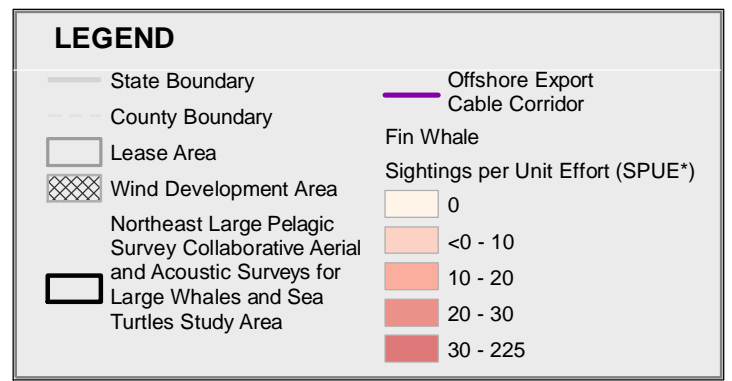 LEGEND
State Boundary
County Boundary
Lease Area
Wind Development Area
Northeast Large Pelagic
Survey Collaborative Aerial
and Acoustic Surveys for
Large Whales and Sea
Turtles Study Area
Offshore Export
Cable Corridor
Fin Whale
Sightings per Unit Effort (SPUE*)
0
<0 - 10
10 - 20
20 - 30
30 - 225